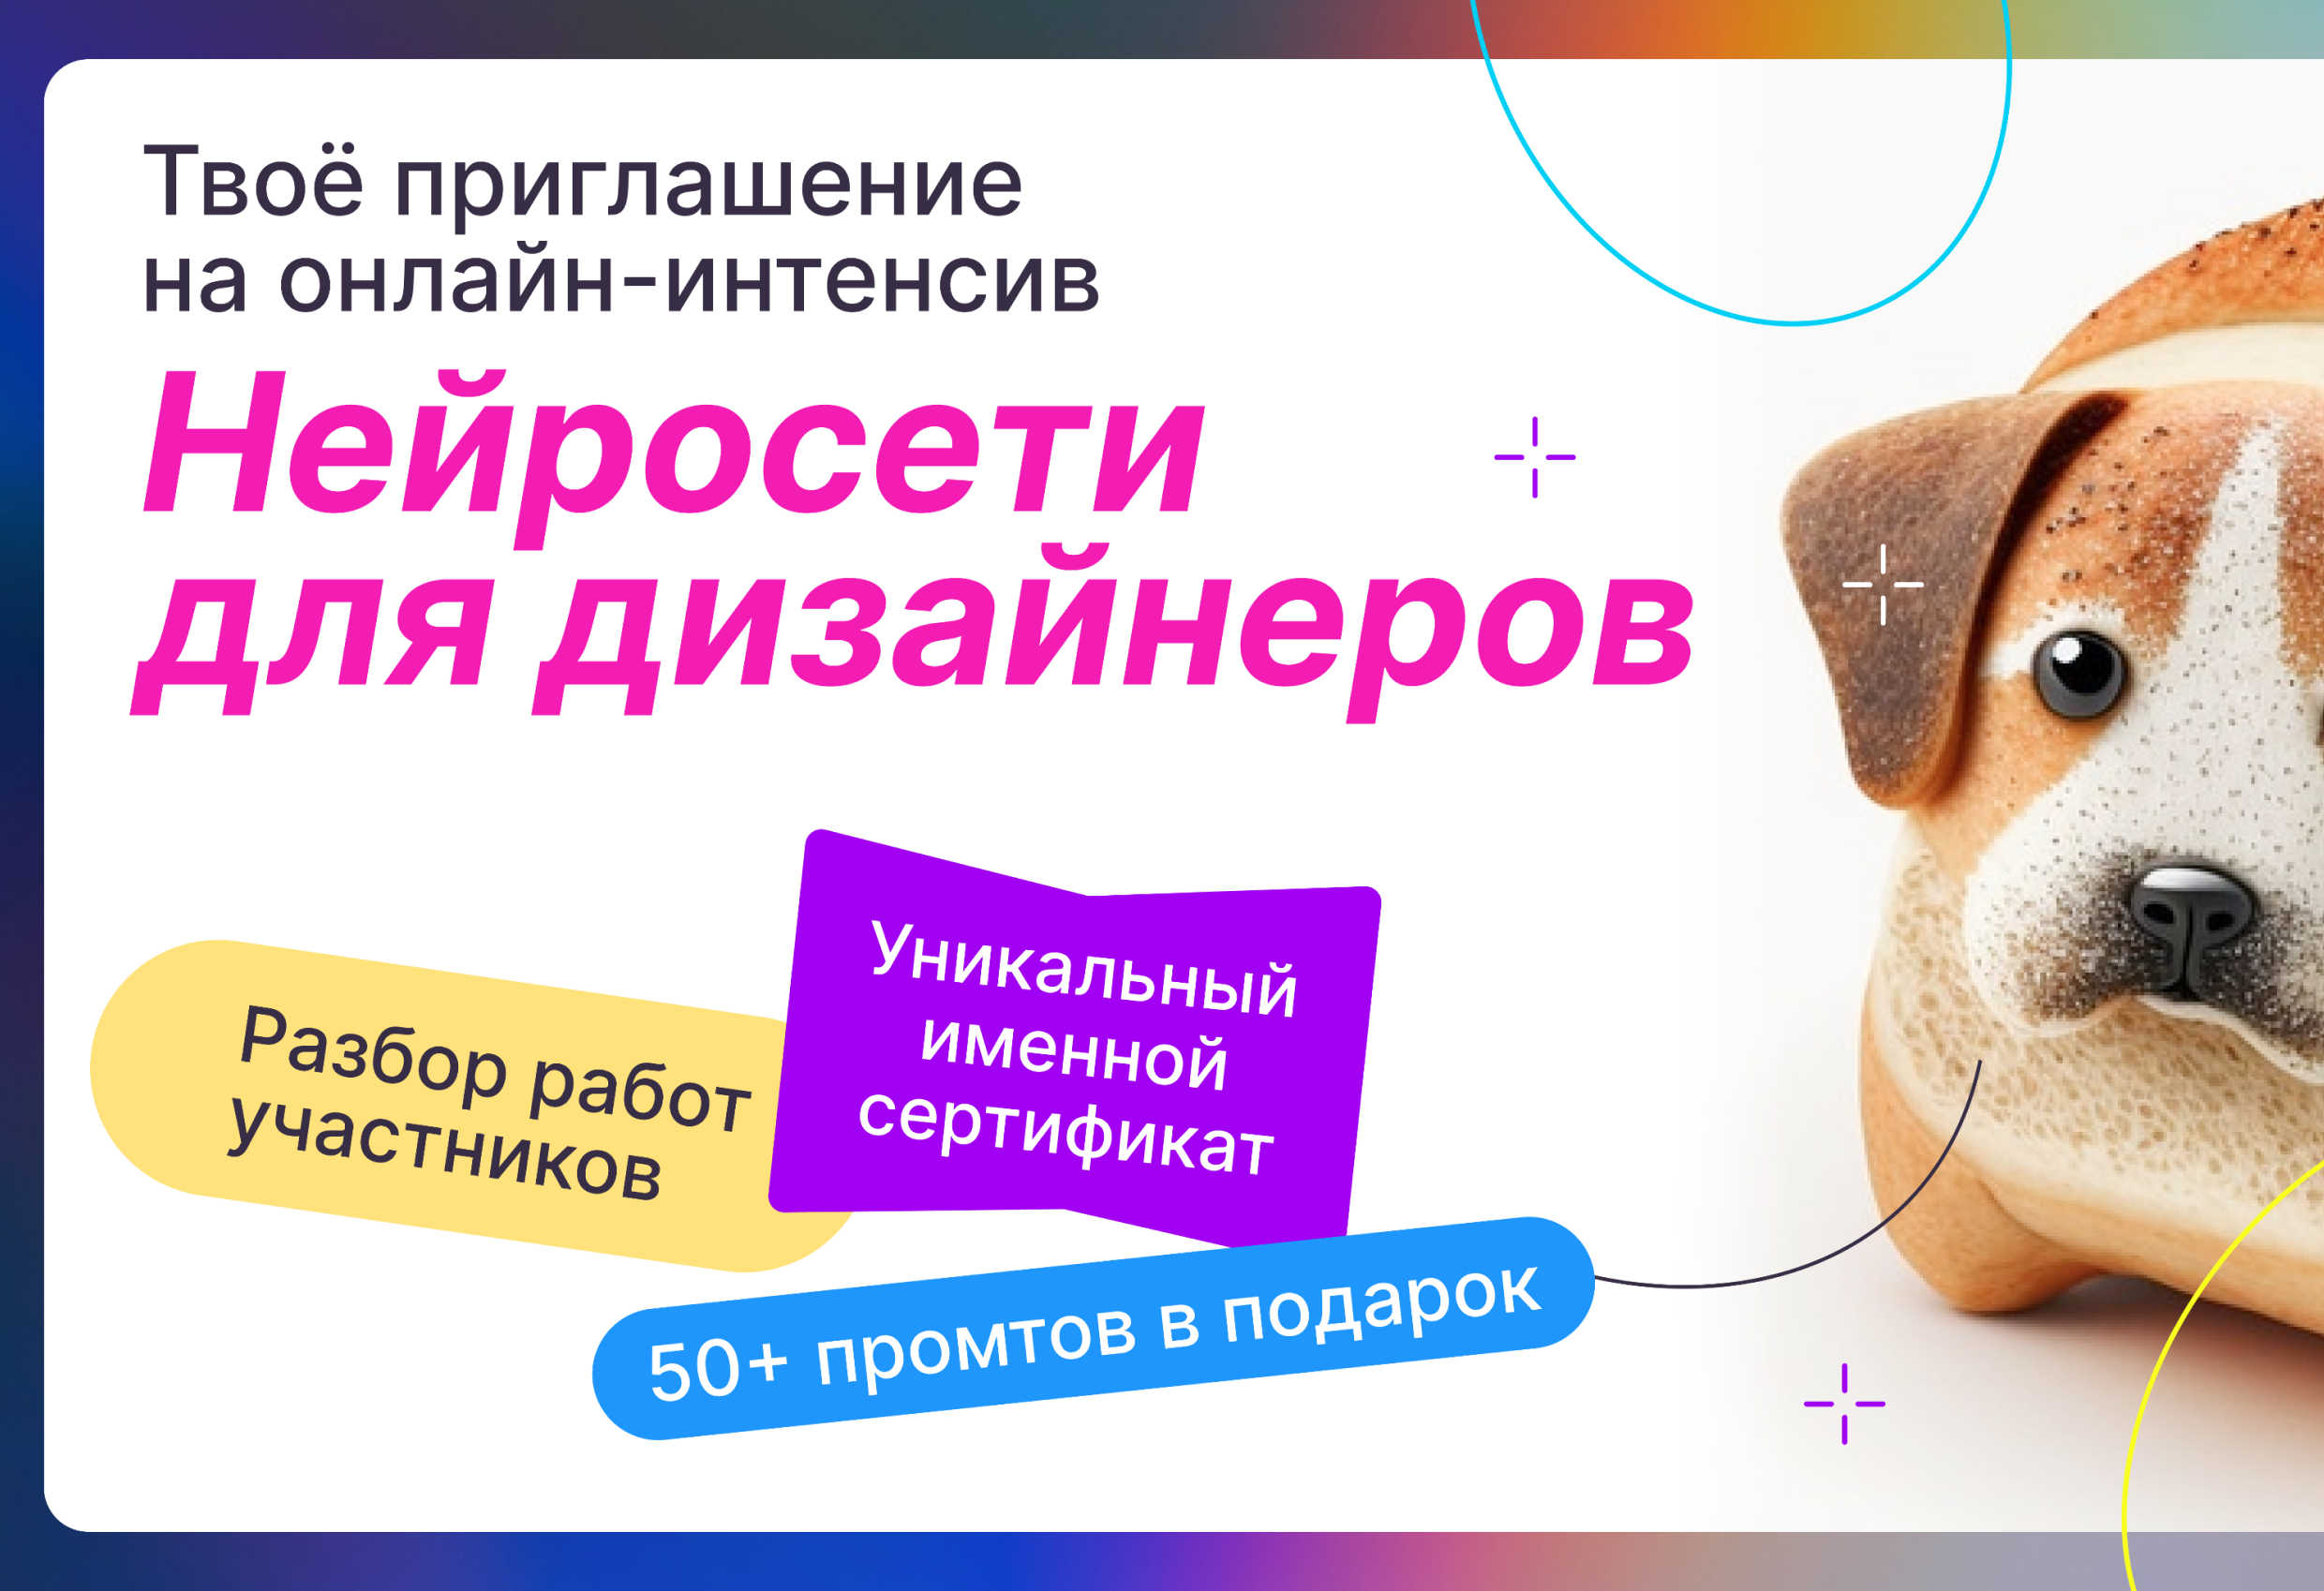 Твоё приглашение
на онлайн-интенсив
Нейросети
для дизайнеров
Разбор работ
участников
Уникальный
именной
сертификат
50+ промтов в подарок